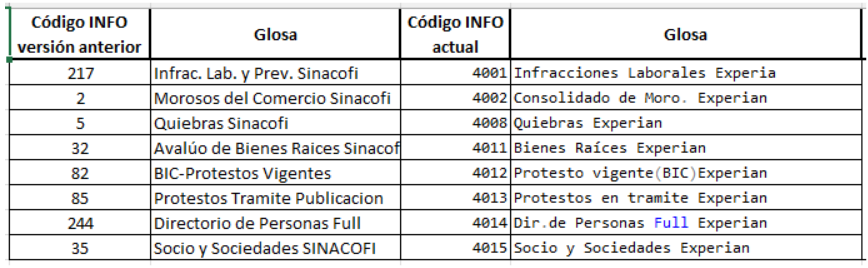 Código INFO versión anterior Glosa Código INFO actual Glosa
217 Infrac. Lab. y Prev. Sinacofi 4001 Infracciones Laborales Experia
2 Morosos del Comercio Sinacofi 4002 Consolidado de Moro. Experian
5 Quiebras Sinacofi 4008 Quiebras Experian
32 Avalúo de Bienes Raices Sinacof 4011 Bienes Raíces Experian
82 BIC-Protestos Vigentes 4012 Protesto vigente(BIC)Experian
85 Protestos Tramite Publicacion 4013 Protestos en tramite Experian
244 Directorio de Personas Full 4014 Dir.de Personas Full Experian
35 Socio y Sociedades SINACOFI 4015 Socio y Sociedades Experian